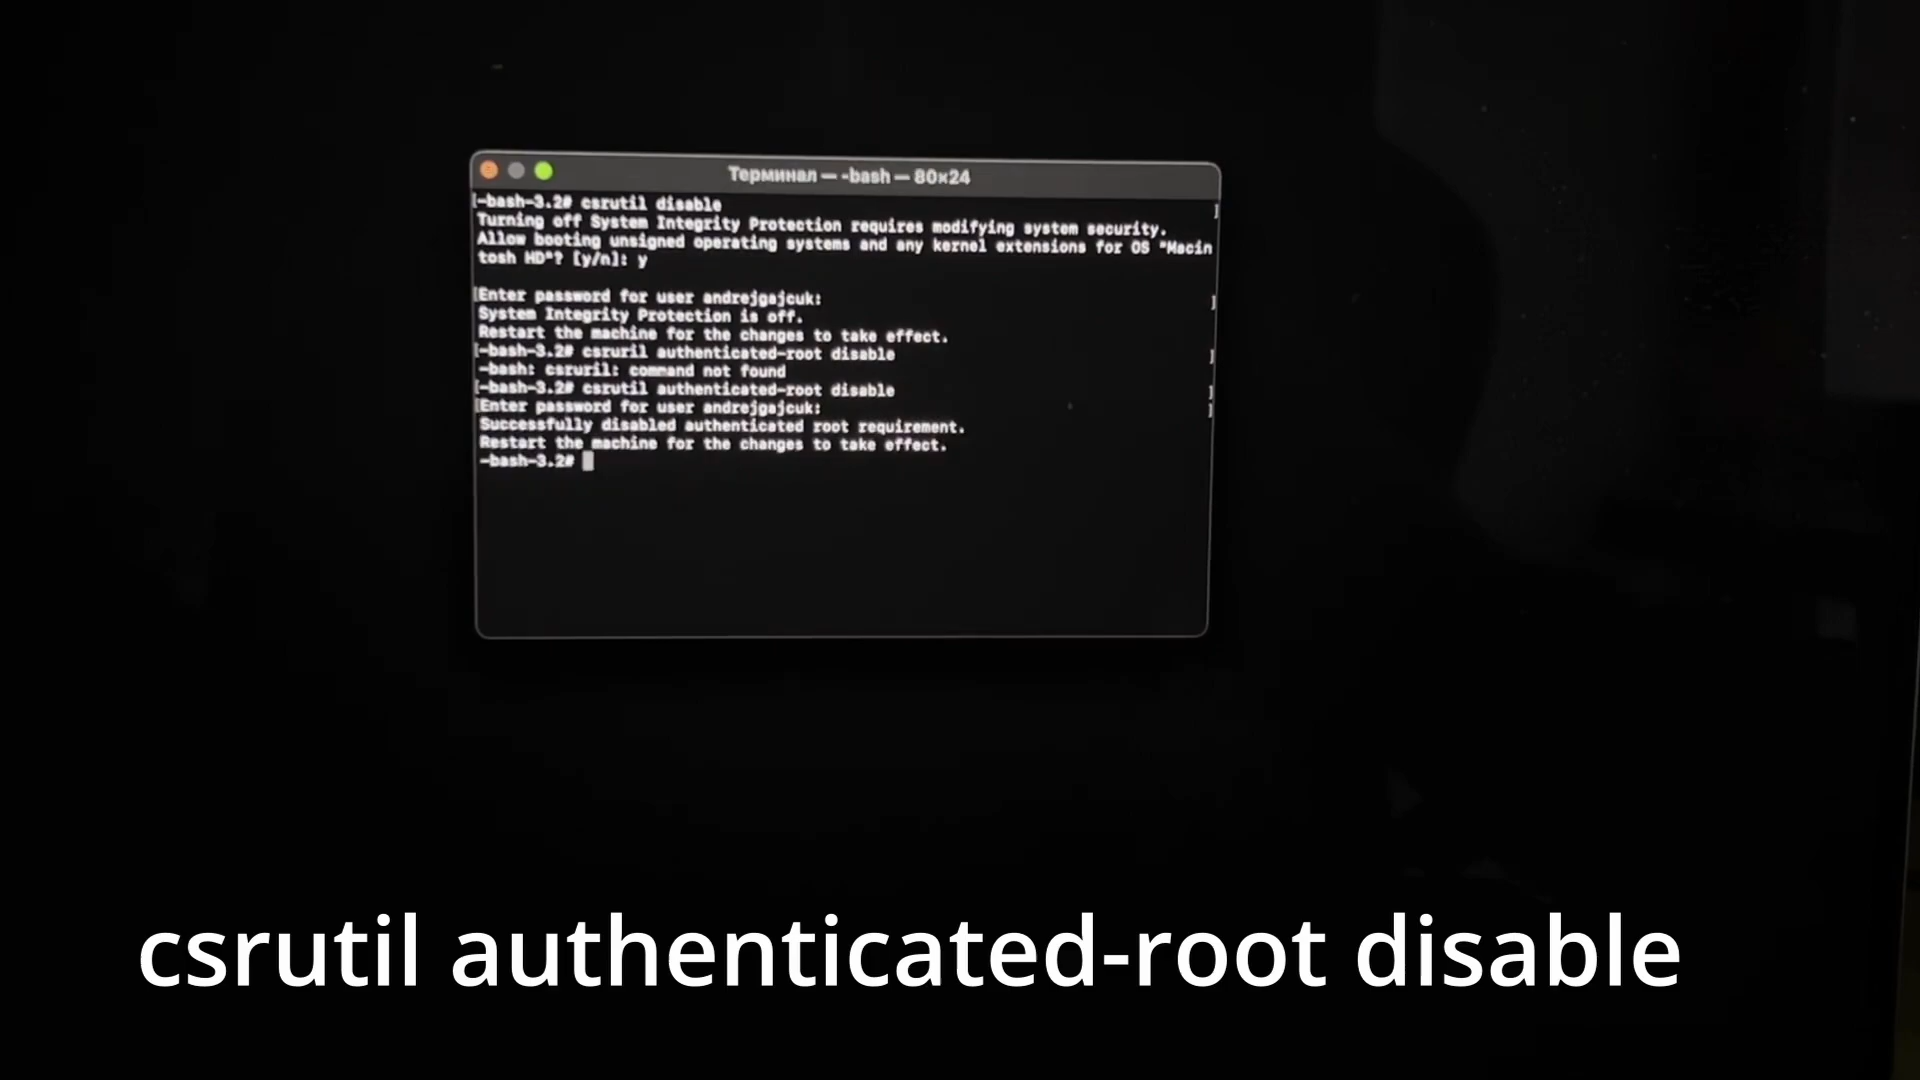 Терминал — -bash — 80×24
[-bash-3.2# csrutil disable ]
Turning off System Integrity Protection requires modifying system security.
Allow booting unsigned operating systems and any kernel extensions for OS "Macin
tosh HD"? [y/n]: y
[Enter password for user andrejgajcuk: ]
System Integrity Protection is off.
Restart the machine for the changes to take effect.
[-bash-3.2# csruril authenticated-root disable ]
-bash: csruril: command not found
[-bash-3.2# csrutil authenticated-root disable ]
[Enter password for user andrejgajcuk: ]
Successfully disabled authenticated root requirement.
Restart the machine for the changes to take effect.
-bash-3.2#
csrutil authenticated-root disable